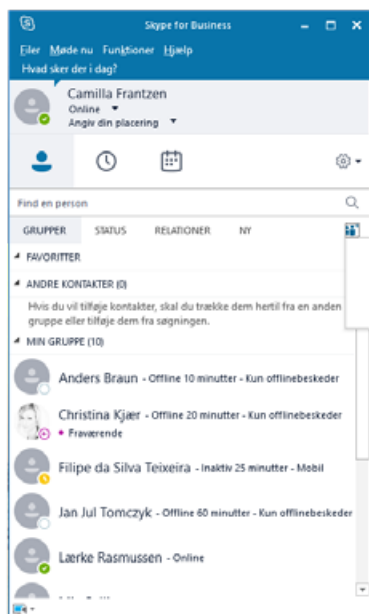 Skype for Business
Eiler Møde nu Funktioner Hjælp
Hvad sker der i dag?
Camilla Frantzen
Online
Angiv din placering
Find en person
GRUPPER STATUS RELATIONER NY
FAVORITTER
ANDRE KONTAKTER (0)
Hvis du vil tilføje kontakter, skal du trække dem hertil fra en anden
gruppe eller tilføje dem fra søgningen.
MIN GRUPPE (10)
Anders Braun - Offline 10 minutter - Kun offlinebeskeder
Christina Kjær - Offline 20 minutter - Kun offlinebeskeder
Fraværende
Filipe da Silva Teixeira - Inaktiv 25 minutter - Mobil
Jan Jul Tomczyk - Offline 60 minutter - Kun offlinebeskeder
Lærke Rasmussen - Online